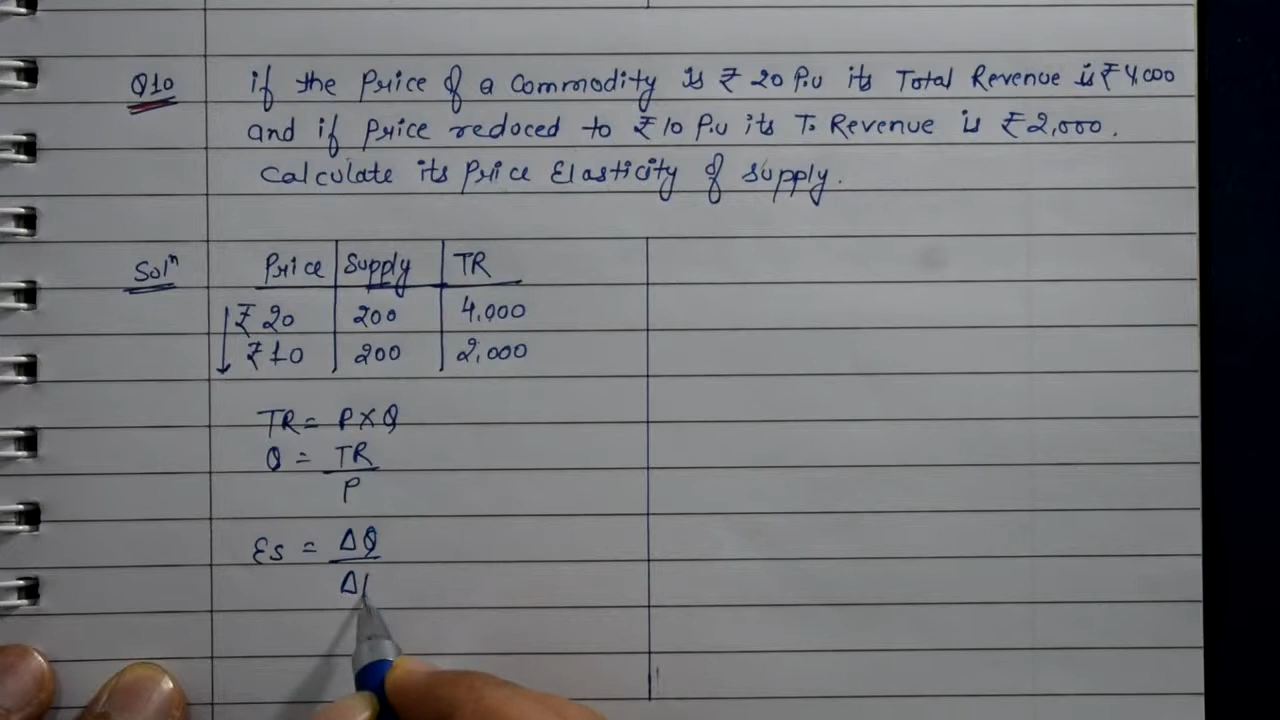 Q10 if the Price of a Commodity is ₹ 20 P.u its Total Revenue is ₹ 4,000
and if Price reduced to ₹ 10 P.u its T. Revenue is ₹ 2,000.
Calculate its Price Elasticity of Supply.
Solⁿ Price Supply TR
₹ 20 200 4,000
₹ 10 200 2,000
TR = P X Q
Q = TR
P
Es = ΔQ
Δ